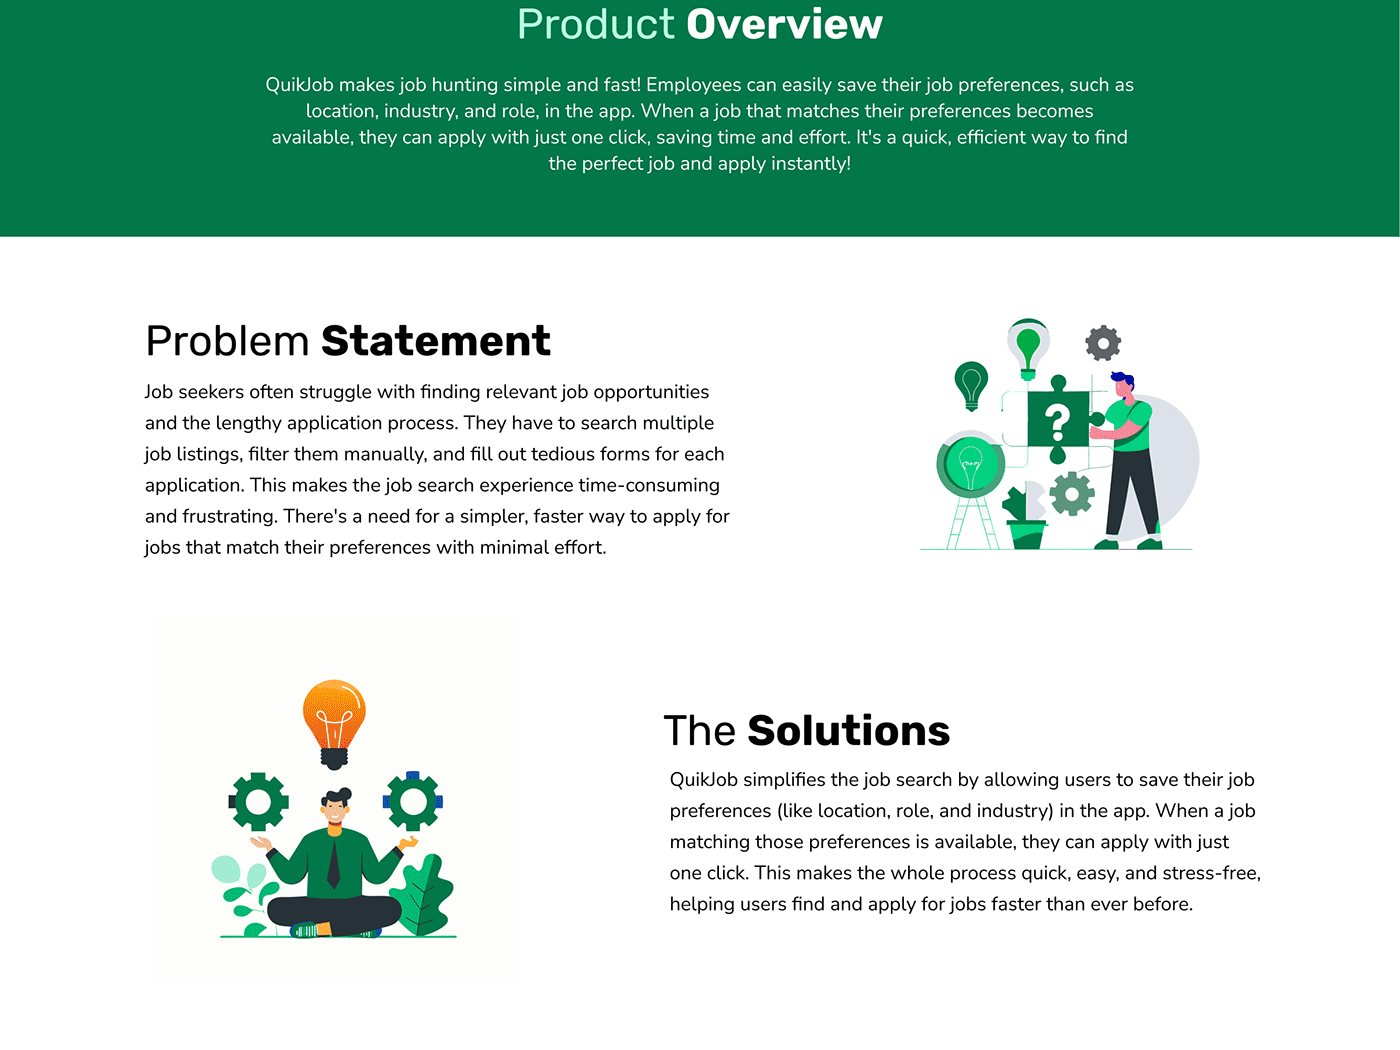 Product Overview
QuikJob makes job hunting simple and fast! Employees can easily save their job preferences, such as
location, industry, and role, in the app. When a job that matches their preferences becomes
available, they can apply with just one click, saving time and effort. It's a quick, efficient way to find
the perfect job and apply instantly!
Problem Statement
Job seekers often struggle with finding relevant job opportunities
and the lengthy application process. They have to search multiple
job listings, filter them manually, and fill out tedious forms for each
application. This makes the job search experience time-consuming
and frustrating. There's a need for a simpler, faster way to apply for
jobs that match their preferences with minimal effort.
?
The Solutions
QuikJob simplifies the job search by allowing users to save their job
preferences (like location, role, and industry) in the app. When a job
matching those preferences is available, they can apply with just
one click. This makes the whole process quick, easy, and stress-free,
helping users find and apply for jobs faster than ever before.